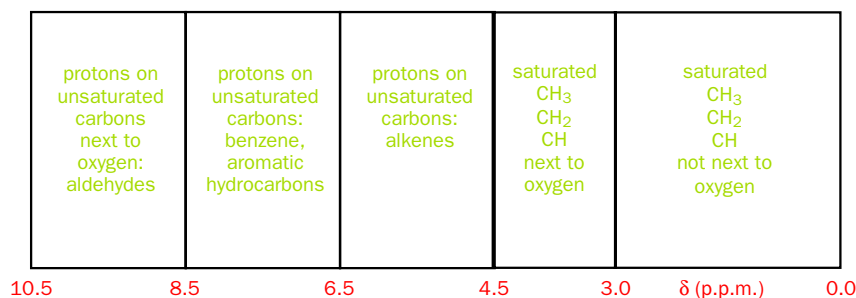 protons on
unsaturated
carbons
next to
oxygen:
aldehydes
protons on
unsaturated
carbons:
benzene,
aromatic
hydrocarbons
protons on
unsaturated
carbons:
alkenes
saturated
CH3
CH2
CH
next to
oxygen
saturated
CH3
CH2
CH
not next to
oxygen
10.5 8.5 6.5 4.5 3.0 δ (p.p.m.) 0.0